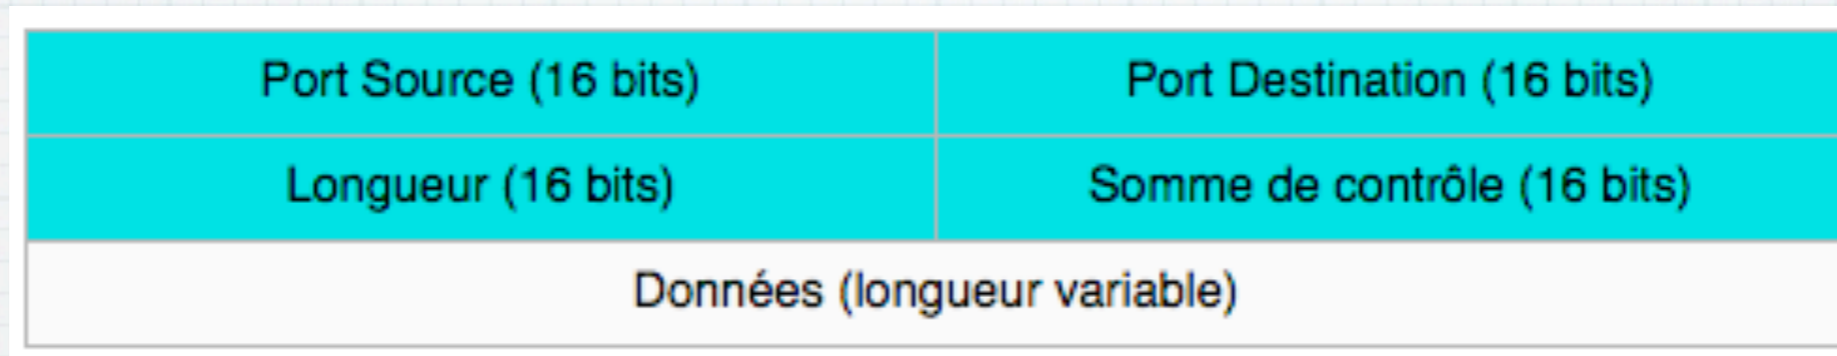 Port Source (16 bits) Port Destination (16 bits)
Longueur (16 bits) Somme de contrôle (16 bits)
Données (longueur variable)